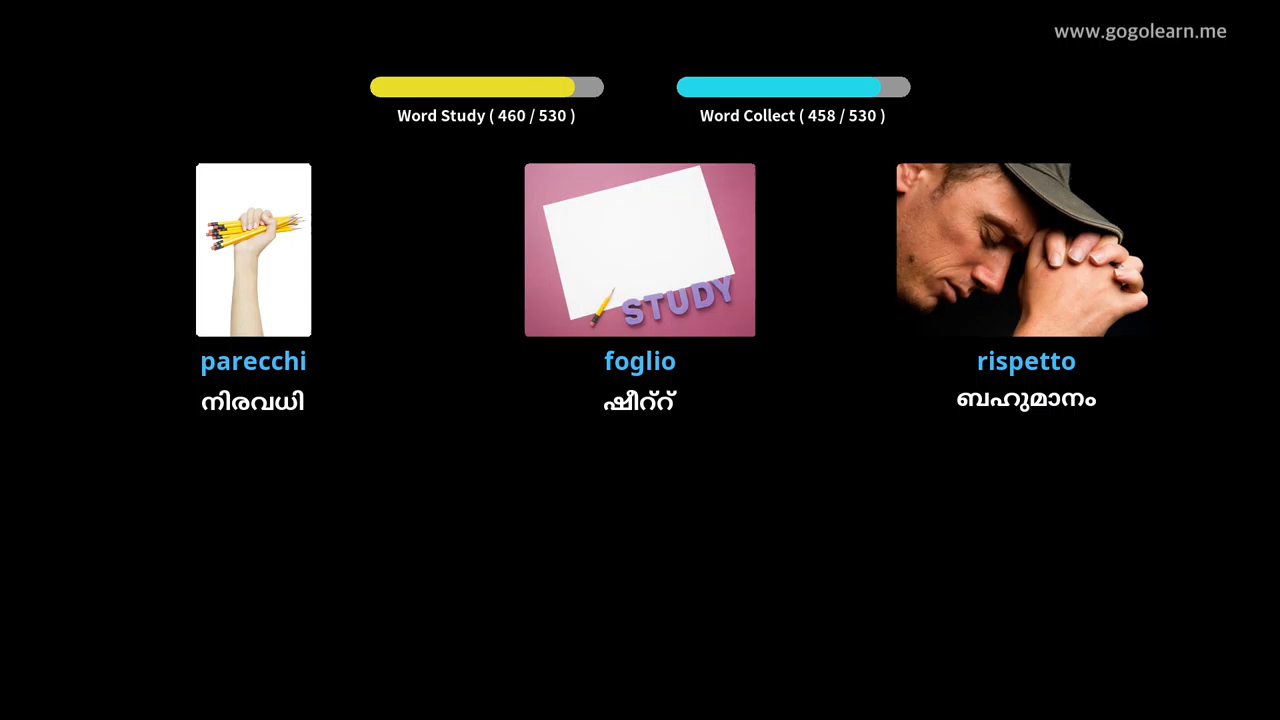 www.gogolearn.me
Word Study ( 460 / 530 )
Word Collect ( 458 / 530 )
STUDY
parecchi
foglio
rispetto
നിരവധി
ഷീറ്റ്
ബഹുമാനം